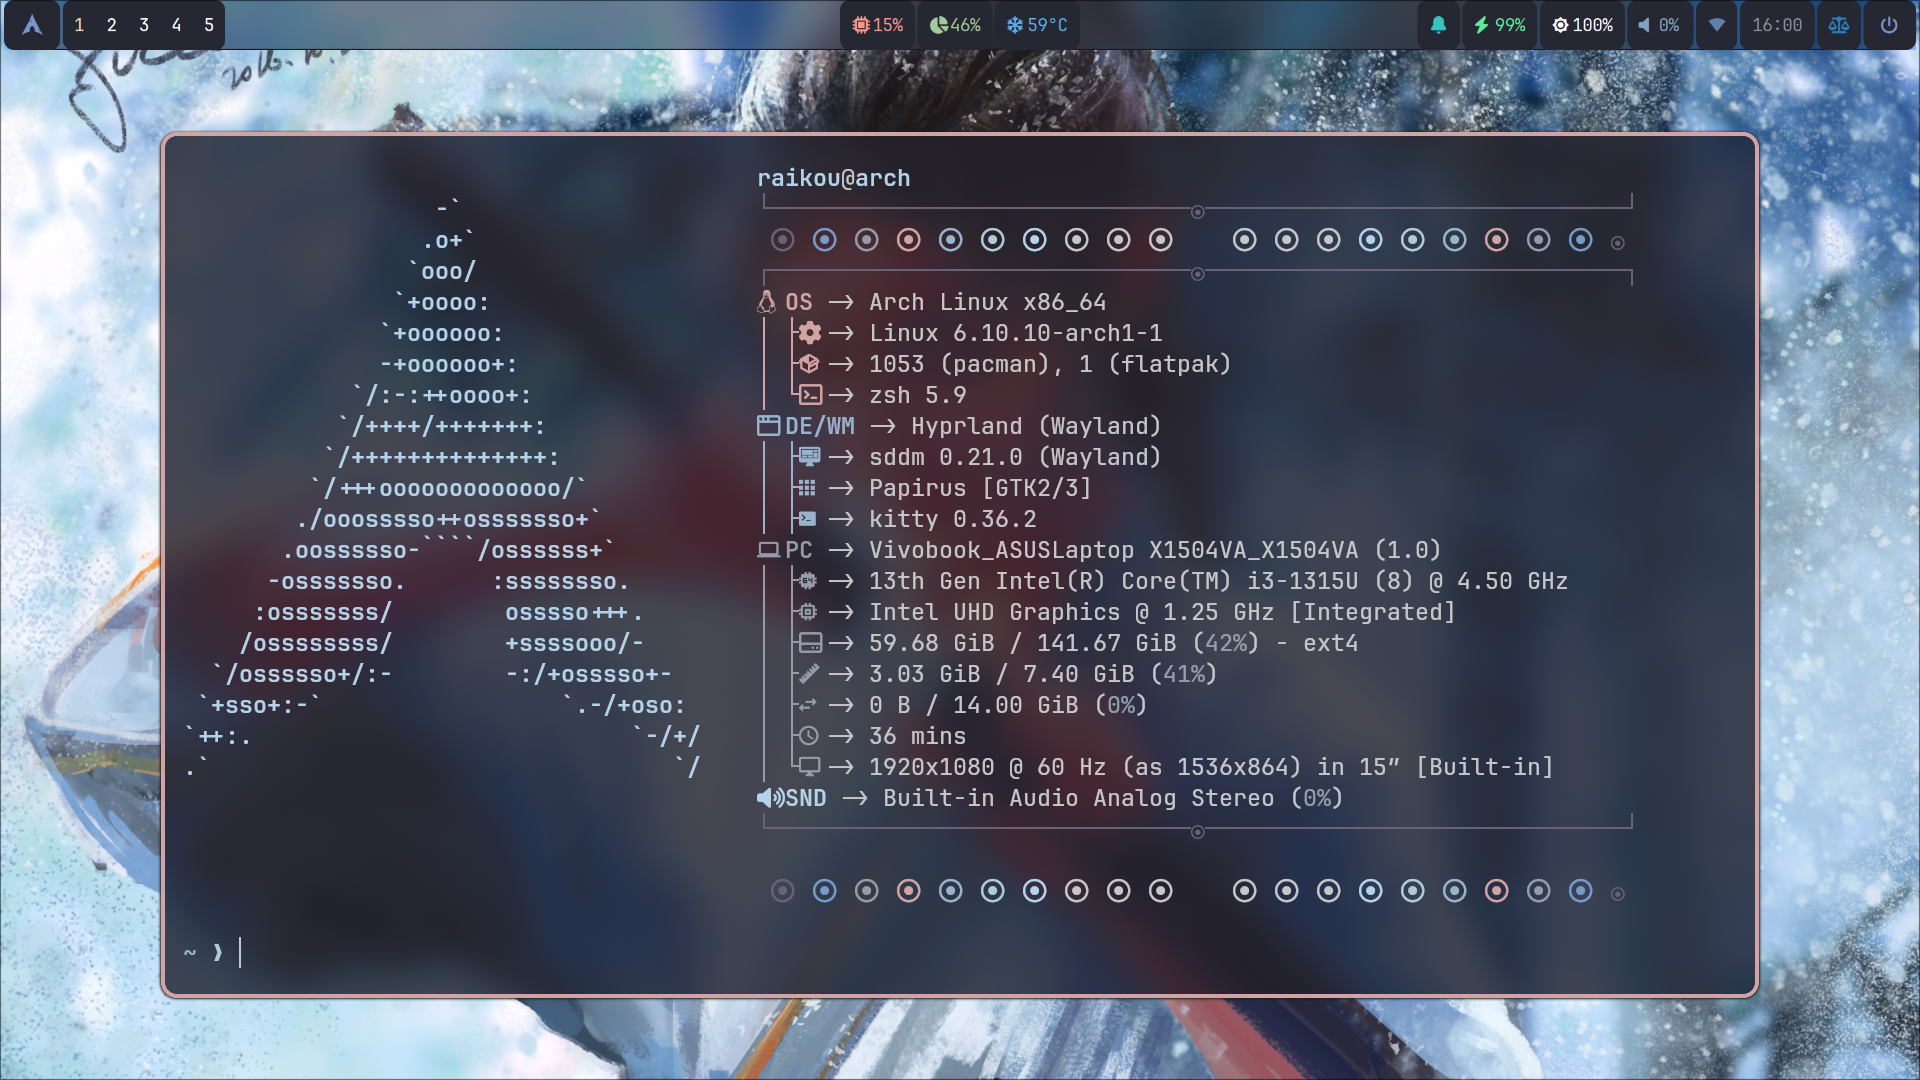 1 2 3 4 5
15% 46% 59°C
99% 100% 0% 16:00
2016.10.
raikou@arch
-`
.o+`
`ooo/
`+oooo:
`+oooooo:
-+oooooo+:
`/:-:++oooo+:
`/++++/+++++++:
`/++++++++++++++:
`/+++ooooooooooooo/`
./ooosssso++osssssso+`
.oossssso-````/ossssss+`
-osssssso. :ssssssso.
:osssssss/ osssso+++.
/ossssssss/ +ssssooo/-
`/ossssso+/:- -:/+osssso+-
`+sso+:-` `.-/+oso:
`++:. `-/+/
.` `/
OS → Arch Linux x86_64
→ Linux 6.10.10-arch1-1
→ 1053 (pacman), 1 (flatpak)
→ zsh 5.9
DE/WM → Hyprland (Wayland)
→ sddm 0.21.0 (Wayland)
→ Papirus [GTK2/3]
→ kitty 0.36.2
PC → Vivobook_ASUSLaptop X1504VA_X1504VA (1.0)
→ 13th Gen Intel(R) Core(TM) i3-1315U (8) @ 4.50 GHz
→ Intel UHD Graphics @ 1.25 GHz [Integrated]
→ 59.68 GiB / 141.67 GiB (42%) - ext4
→ 3.03 GiB / 7.40 GiB (41%)
→ 0 B / 14.00 GiB (0%)
→ 36 mins
→ 1920x1080 @ 60 Hz (as 1536x864) in 15″ [Built-in]
SND → Built-in Audio Analog Stereo (0%)
~ ❯